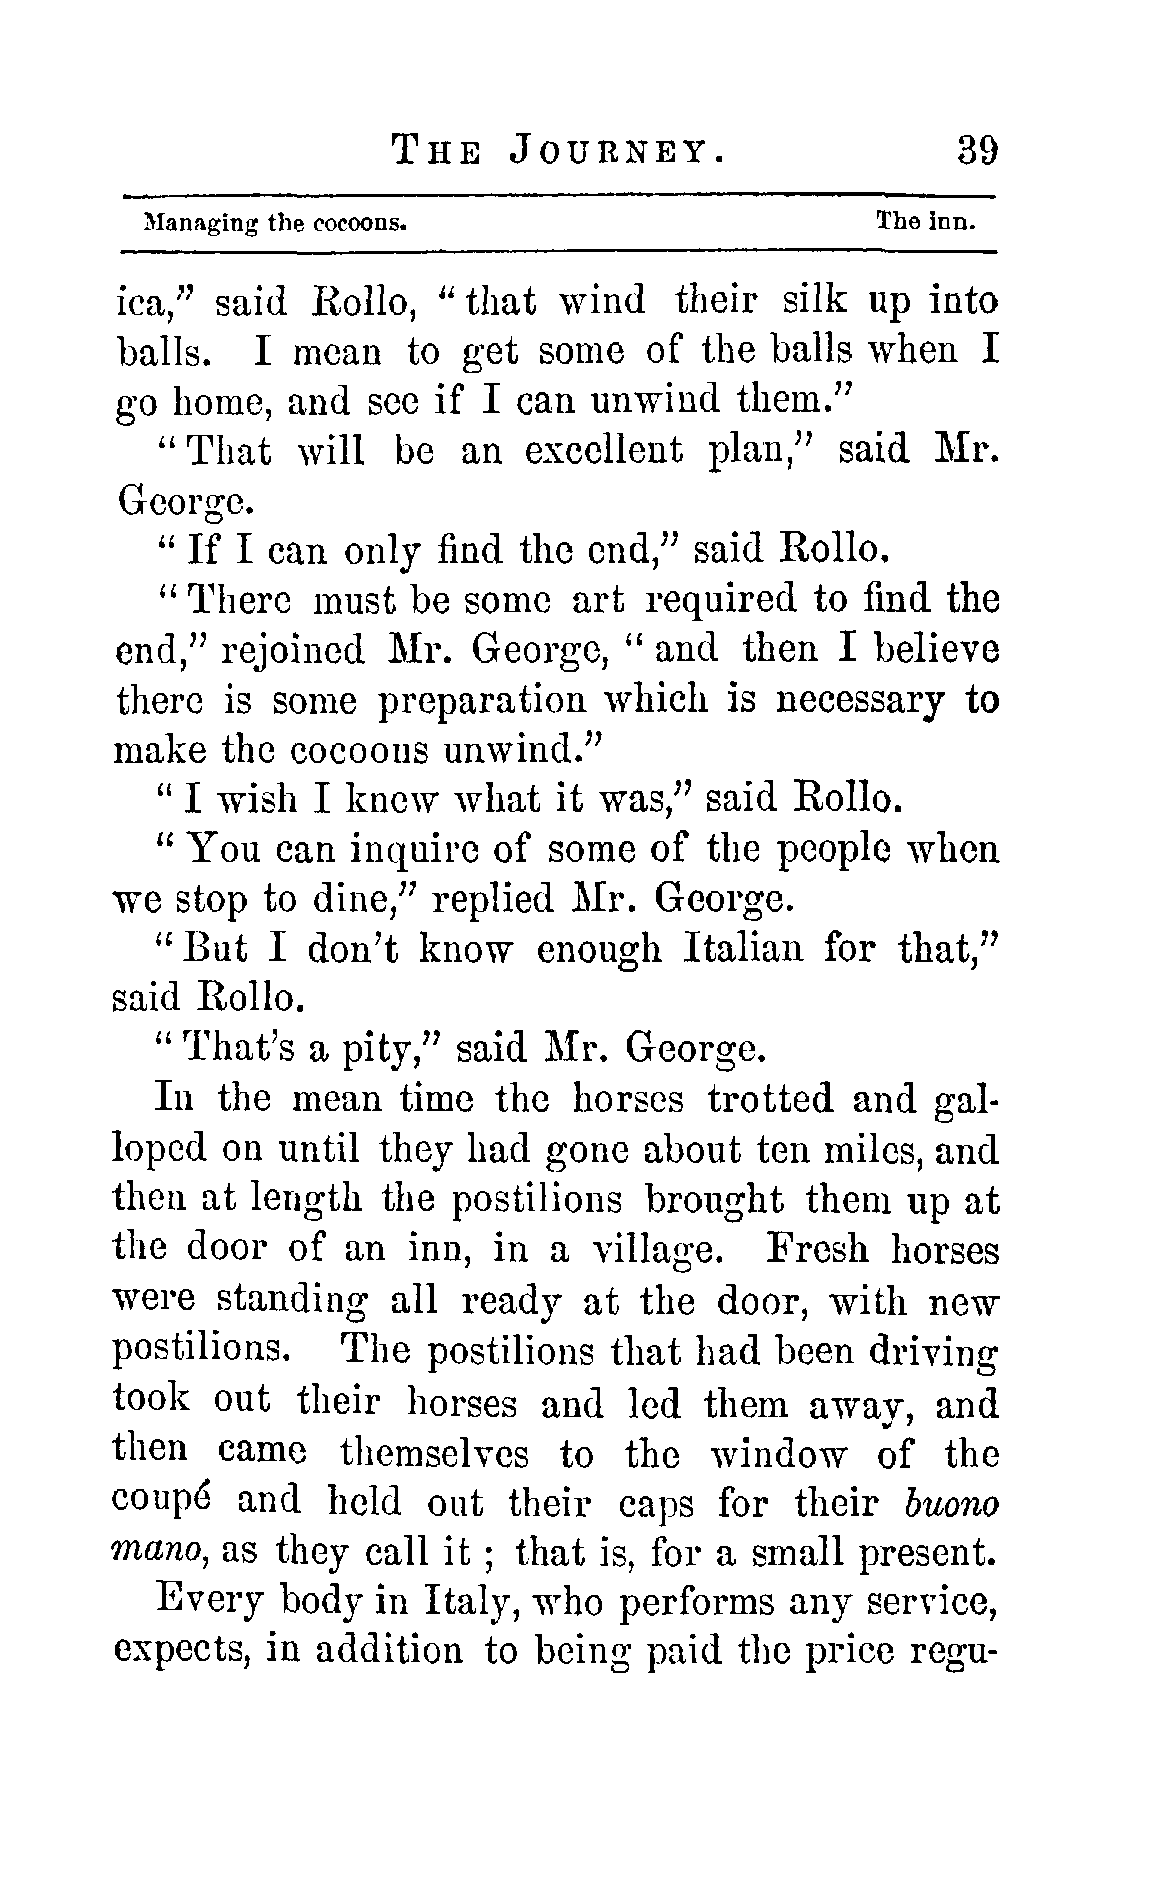 THE JOURNEY. 39
Managing the cocoons. The inn.
ica,” said Rollo, “that wind their silk up into
balls. I mean to get some of the balls when I
go home, and see if I can unwind them.”
“That will be an excellent plan,” said Mr.
George.
“If I can only find the end,” said Rollo.
“There must be some art required to find the
end,” rejoined Mr. George, “and then I believe
there is some preparation which is necessary to
make the cocoons unwind.”
“I wish I knew what it was,” said Rollo.
“You can inquire of some of the people when
we stop to dine,” replied Mr. George.
“But I don’t know enough Italian for that,”
said Rollo.
“That’s a pity,” said Mr. George.
In the mean time the horses trotted and gal-
loped on until they had gone about ten miles, and
then at length the postilions brought them up at
the door of an inn, in a village. Fresh horses
were standing all ready at the door, with new
postilions. The postilions that had been driving
took out their horses and led them away, and
then came themselves to the window of the
coupé and held out their caps for their buono
mano, as they call it; that is, for a small present.
Every body in Italy, who performs any service,
expects, in addition to being paid the price regu-